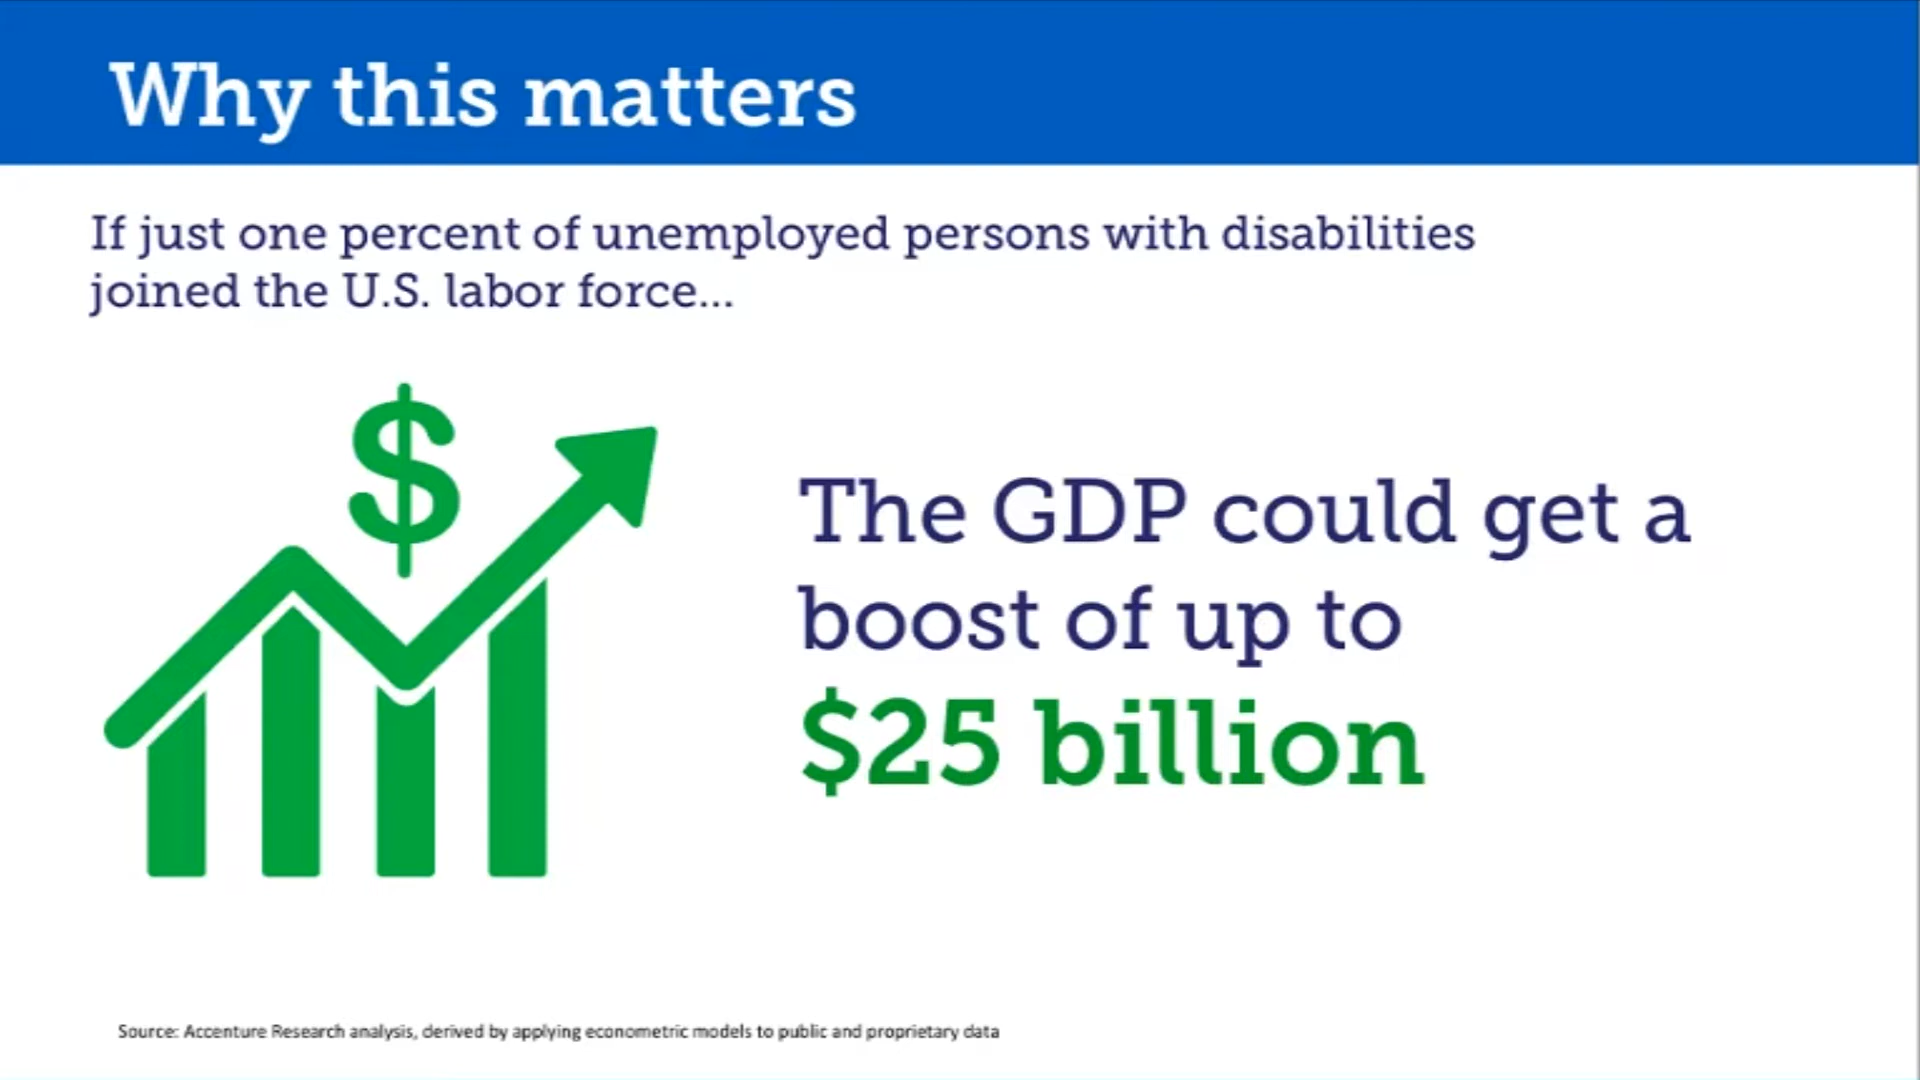 Why this matters
If just one percent of unemployed persons with disabilities
joined the U.S. labor force...
$
The GDP could get a
boost of up to
$25 billion
Source: Accenture Research analysis, derived by applying econometric models to public and proprietary data